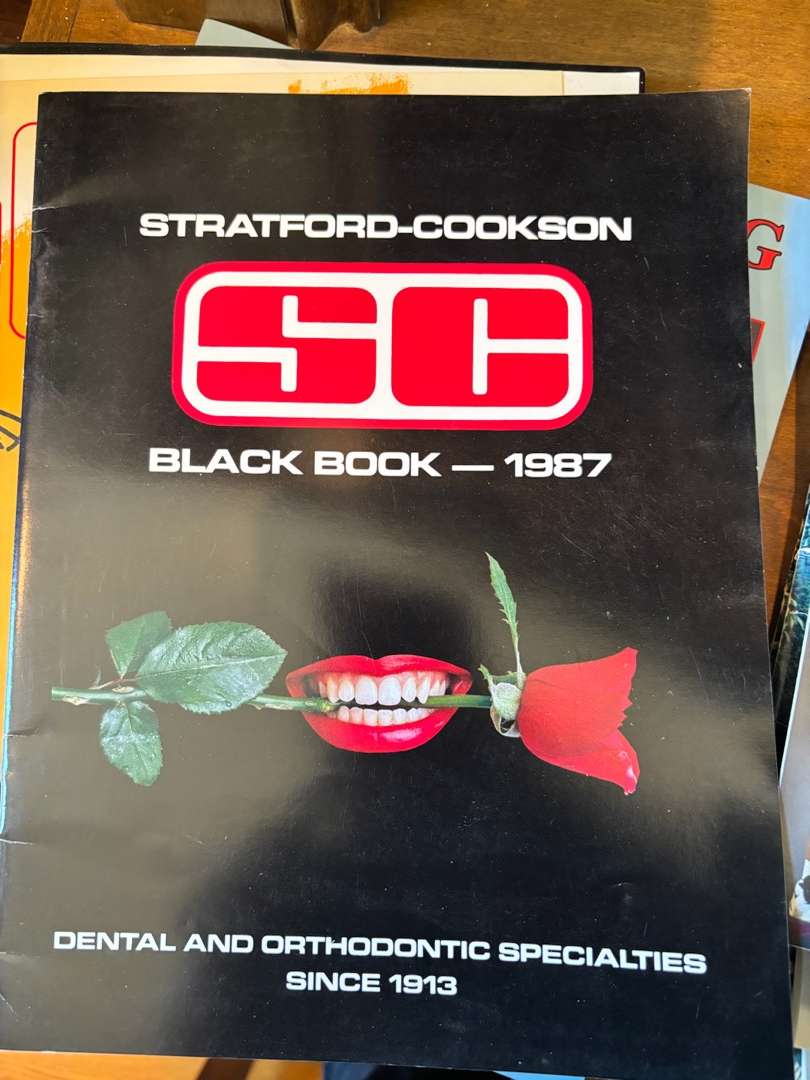 STRATFORD-COOKSON
SC
BLACK BOOK — 1987
DENTAL AND ORTHODONTIC SPECIALTIES
SINCE 1913
G